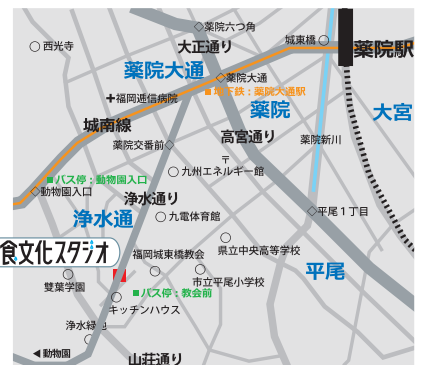 ◇薬院六つ角
城東橋
西光寺
大正通り
薬院駅
薬院大通
◇薬院大通
■地下鉄：薬院大通駅
福岡逓信病院
薬院
大宮
城南線
高宮通り
薬院交番前◇
薬院新川
〒
九州エネルギー館
■バス停：動物園入口
◇動物園入口
浄水通り
浄水通
九電体育館
◇平尾１丁目
食文化スタジオ
福岡城東橋教会
県立中央高等学校
平尾
双葉学園
市立平尾小学校
■バス停：教会前
キッチンハウス
浄水緑
◀動物園
山荘通り